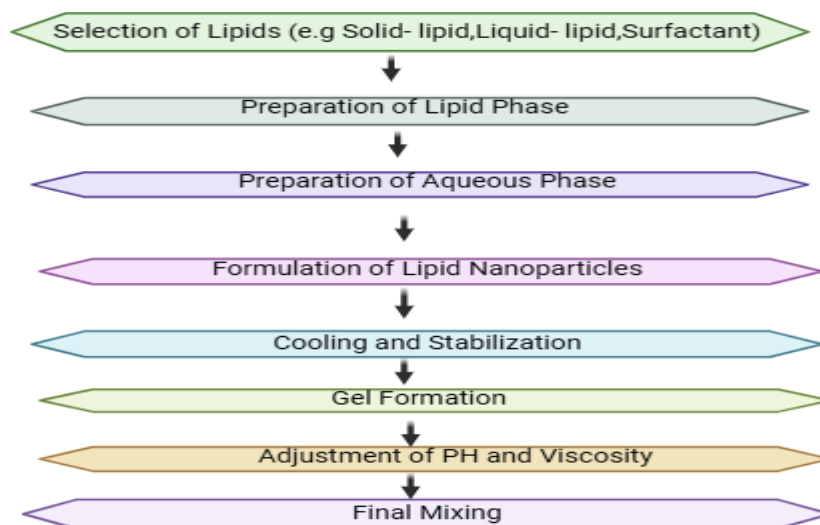 Selection of Lipids (e.g Solid- lipid,Liquid- lipid,Surfactant)
Preparation of Lipid Phase
Preparation of Aqueous Phase
Formulation of Lipid Nanoparticles
Cooling and Stabilization
Gel Formation
Adjustment of PH and Viscosity
Final Mixing